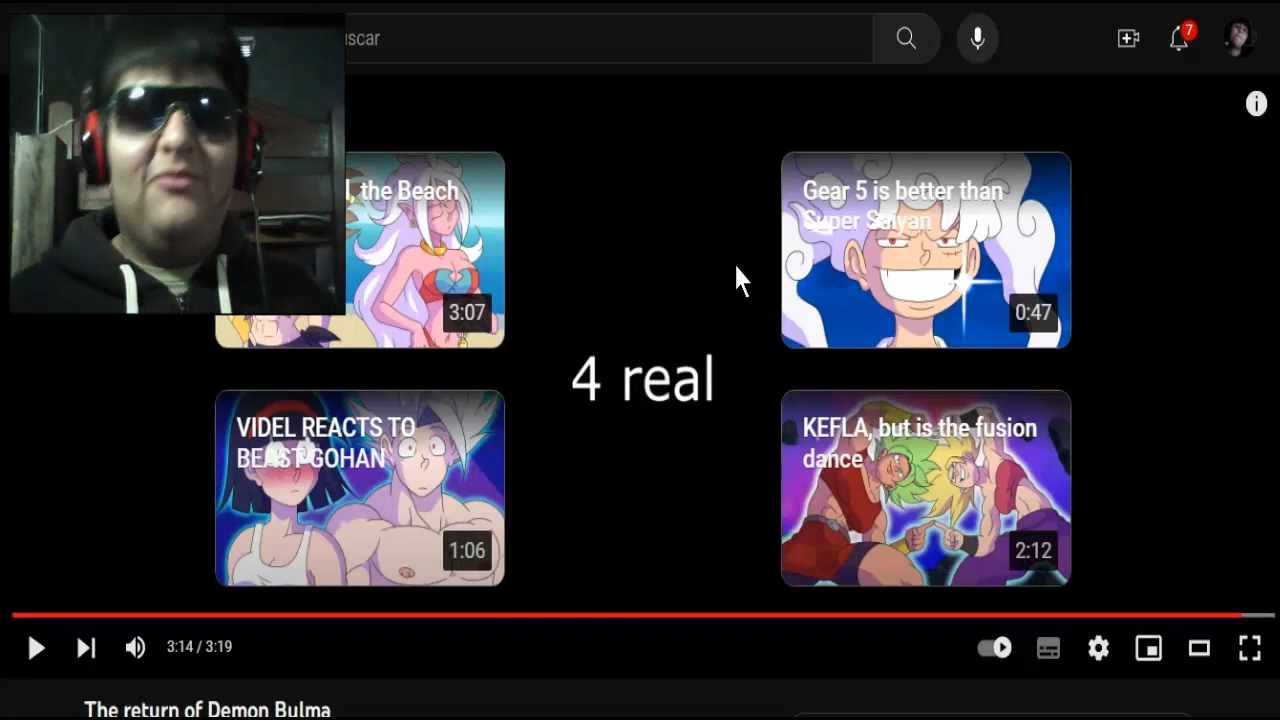 uscar
7
l, the Beach
3:07
Gear 5 is better than
Super Saiyan
0:47
4 real
VIDEL REACTS TO
BEAST GOHAN
1:06
KEFLA, but is the fusion
dance
2:12
3:14 / 3:19
The return of Demon Bulma